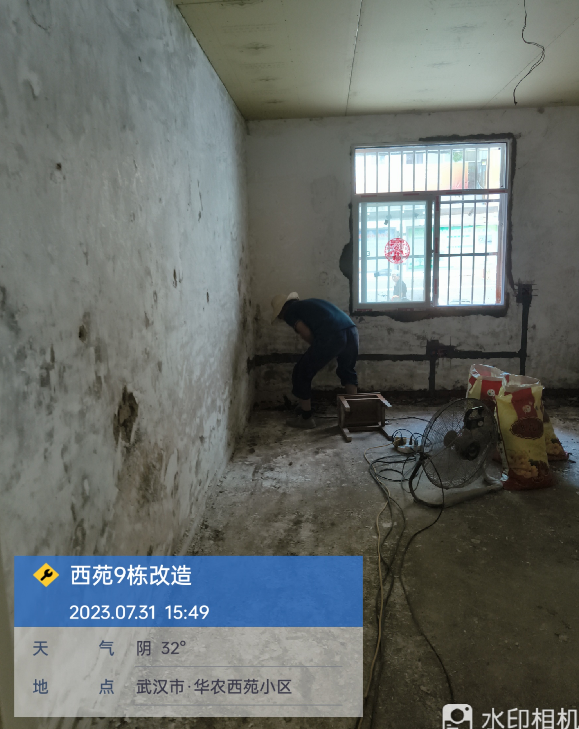 西苑9栋改造
2023.07.31 15:49
天 气 阴 32°
地 点 武汉市·华农西苑小区
水印相机